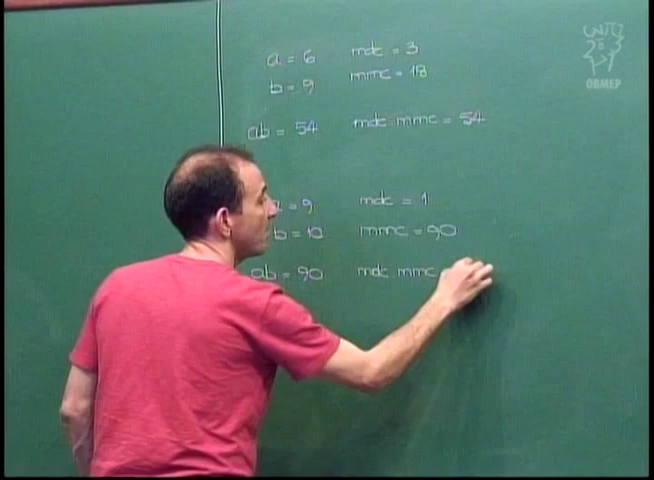 a = 6 mdc = 3
b = 9 mmc = 18
ab = 54 mdc.mmc = 54
a = 9 mdc = 1
b = 10 mmc = 90
ab = 90 mdc.mmc
OBMEP